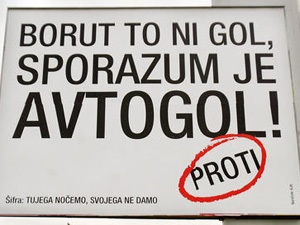 BORUT TO NI GOL,
SPORAZUM JE
AVTOGOL!
PROTI
Šifra: TUJEGA NOČEMO, SVOJEGA NE DAMO